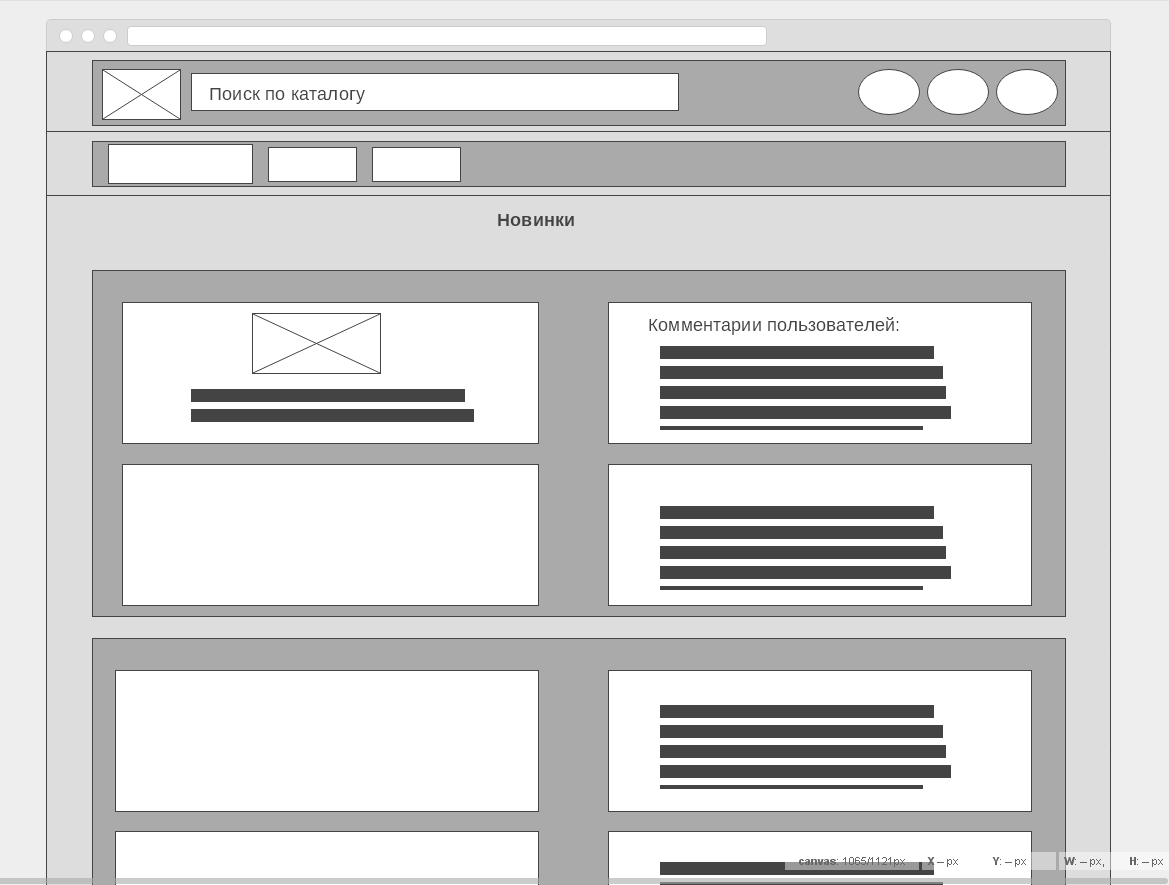 Поиск по каталогу
Новинки
Комментарии пользователей:
canvas: 1065/1121px X – px Y: – px W: – px, H: – px